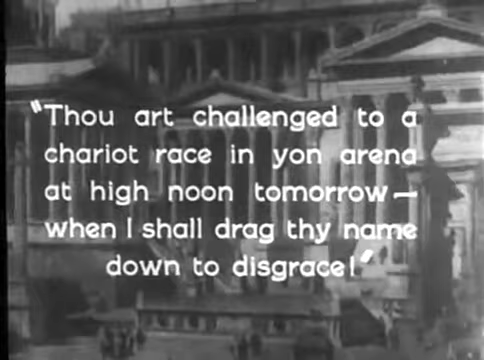 "Thou art challenged to a
chariot race in yon arena
at high noon tomorrow—
when I shall drag thy name
down to disgrace!"